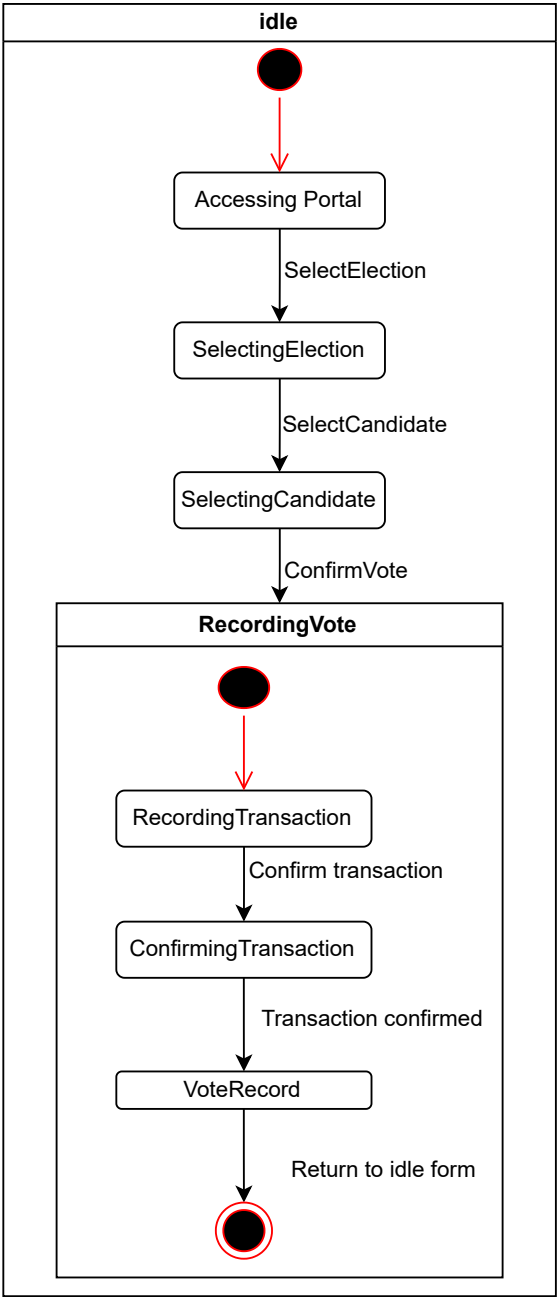 idle
Accessing Portal
SelectElection
SelectingElection
SelectCandidate
SelectingCandidate
ConfirmVote
RecordingVote
RecordingTransaction
Confirm transaction
ConfirmingTransaction
Transaction confirmed
VoteRecord
Return to idle form